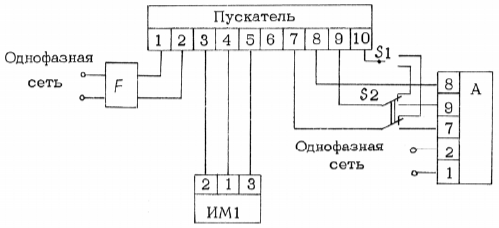 Пускатель
1 2 3 4 5 6 7 8 9 10
S1
Однофазная
сеть
F
8 А
S2
9
7
Однофазная
сеть
2
1
2 1 3
ИМ1